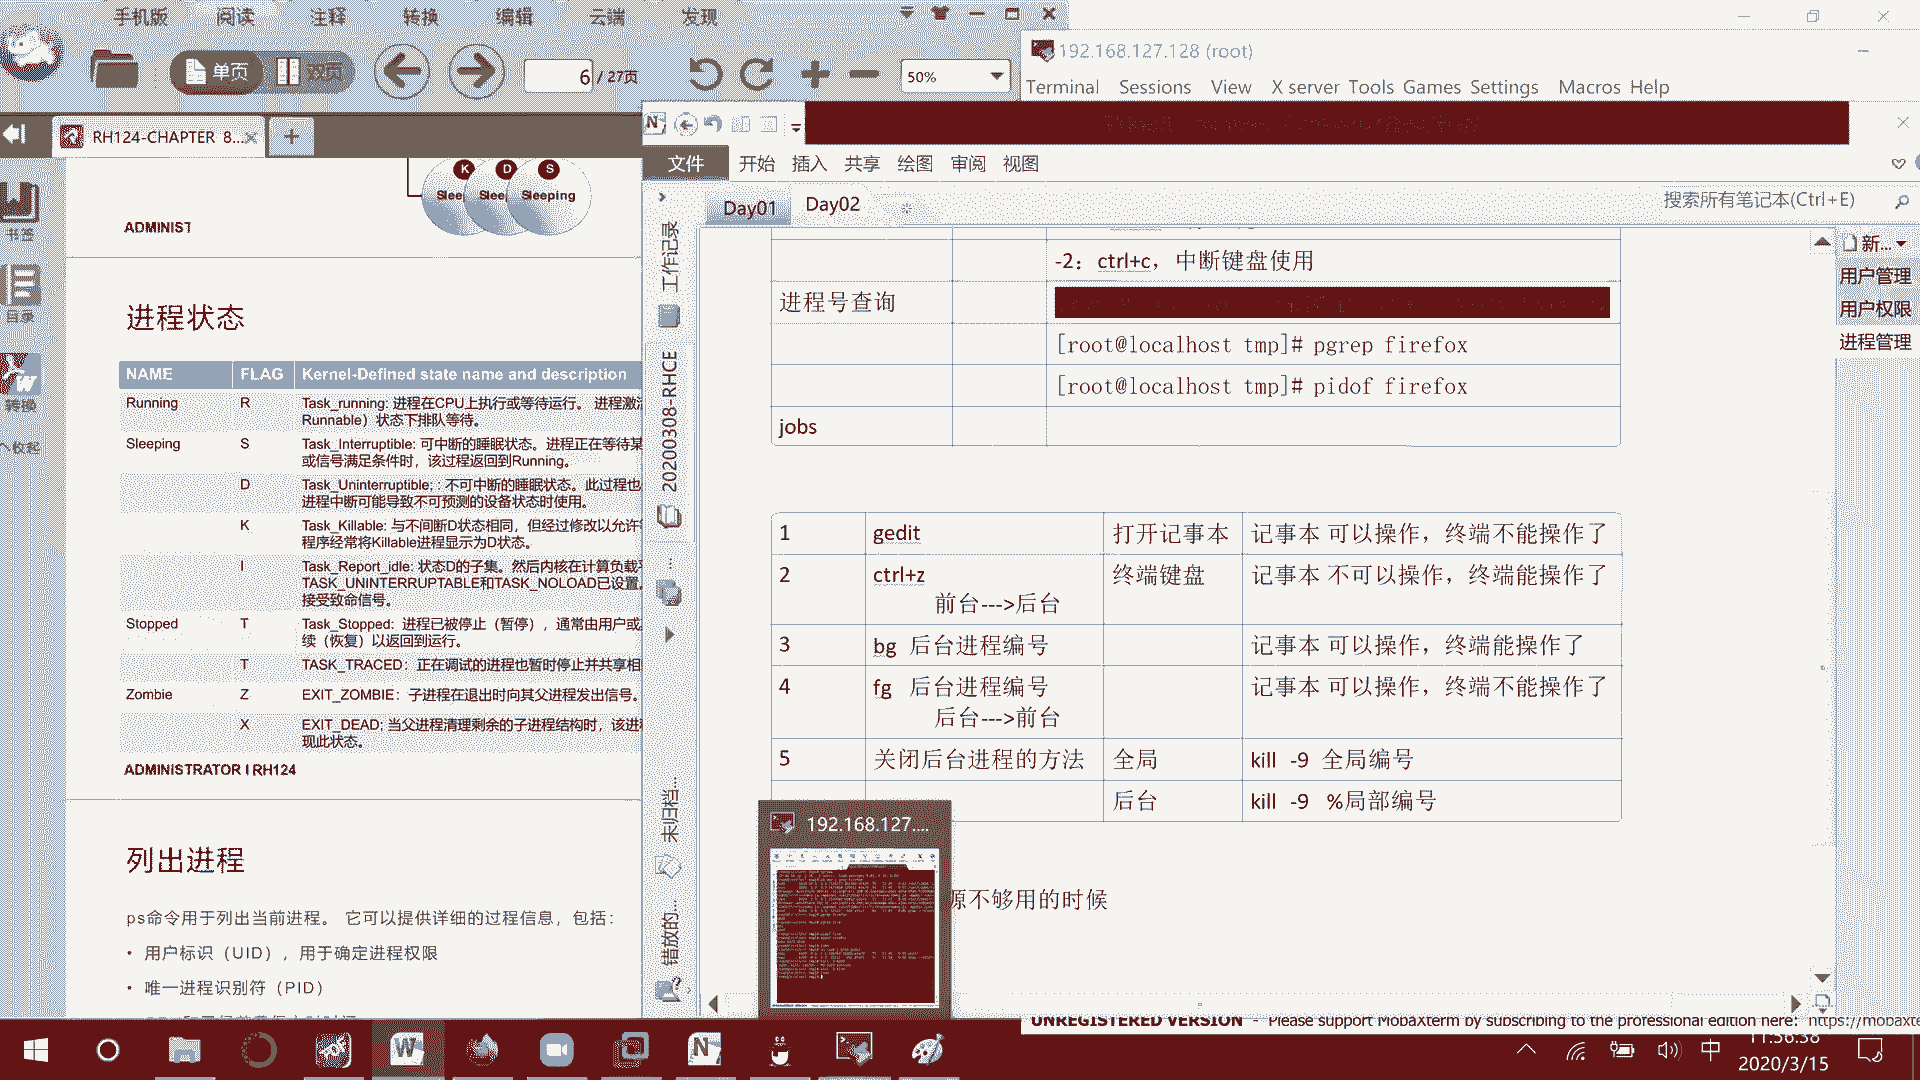 手机版 阅读 注释 转换 编辑 云端 发现
单页 双页 6 / 27页 50%
RH124-CHAPTER 8...
书签
目录
转换
收起
K D S
Slee Slee Sleeping
ADMINIST
进程状态
NAME FLAG Kernel-Defined state name and description
Running R Task_running: 进程在CPU上执行或等待运行。 进程激
Runnable）状态下排队等待。
Sleeping S Task_Interruptible: 可中断的睡眠状态。进程正在等待某
或信号满足条件时，该过程返回到Running。
D Task_Uninterruptible; : 不可中断的睡眠状态。此过程也
进程中断可能导致不可预测的设备状态时使用。
K Task_Killable: 与不间断D状态相同，但经过修改以允许
程序经常将Killable进程显示为D状态。
I Task_Report_idle: 状态D的子集。然后内核在计算负载
TASK_UNINTERRUPTABLE和TASK_NOLOAD已设置
接受致命信号。
Stopped T Task_Stopped: 进程已被停止（暂停），通常由用户或
续（恢复）以返回到运行。
T TASK_TRACED：正在调试的进程也暂时停止并共享相
Zombie Z EXIT_ZOMBIE：子进程在退出时向其父进程发出信号。
X EXIT_DEAD; 当父进程清理剩余的子进程结构时，该进
现此状态。
ADMINISTRATOR I RH124
列出进程
ps命令用于列出当前进程。 它可以提供详细的过程信息，包括：
• 用户标识（UID），用于确定进程权限
• 唯一进程识别符（PID）
192.168.127.128 (root)
Terminal Sessions View X server Tools Games Settings Macros Help
文件 开始 插入 共享 绘图 审阅 视图
Day01 Day02
搜索所有笔记本(Ctrl+E)
工作记录
20200308-RHCE
未归档...
错放的...
新...
用户管理
用户权限
进程管理
-2：ctrl+c，中断键盘使用
进程号查询
[root@localhost tmp]# pgrep firefox
[root@localhost tmp]# pidof firefox
jobs
1 gedit 打开记事本 记事本 可以操作，终端不能操作了
2 ctrl+z 终端键盘 记事本 不可以操作，终端能操作了
前台--->后台
3 bg 后台进程编号 记事本 可以操作，终端能操作了
4 fg 后台进程编号 记事本 可以操作，终端不能操作了
后台--->前台
5 关闭后台进程的方法 全局 kill -9 全局编号
后台 kill -9 %局部编号
源不够用的时候
192.168.127....
UNREGISTERED VERSION - Please support MobaXterm by subscribing to the professional edition here: https://mobaxte
中
11:56:38
2020/3/15